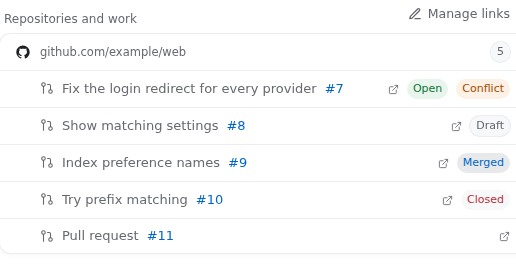 Repositories and work
Manage links
github.com/example/web 5
Fix the login redirect for every provider #7 Open Conflict
Show matching settings #8 Draft
Index preference names #9 Merged
Try prefix matching #10 Closed
Pull request #11